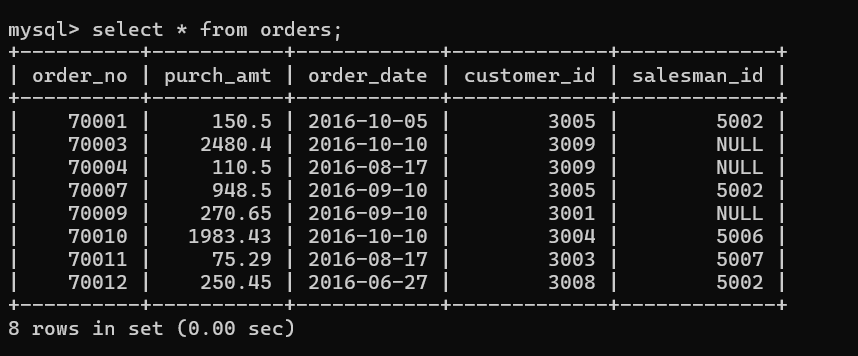 mysql> select * from orders;
+----------+-----------+------------+-------------+-------------+
| order_no | purch_amt | order_date | customer_id | salesman_id |
+----------+-----------+------------+-------------+-------------+
|    70001 |     150.5 | 2016-10-05 |        3005 |        5002 |
|    70003 |    2480.4 | 2016-10-10 |        3009 |        NULL |
|    70004 |     110.5 | 2016-08-17 |        3009 |        NULL |
|    70007 |     948.5 | 2016-09-10 |        3005 |        5002 |
|    70009 |    270.65 | 2016-09-10 |        3001 |        NULL |
|    70010 |   1983.43 | 2016-10-10 |        3004 |        5006 |
|    70011 |     75.29 | 2016-08-17 |        3003 |        5007 |
|    70012 |    250.45 | 2016-06-27 |        3008 |        5002 |
+----------+-----------+------------+-------------+-------------+
8 rows in set (0.00 sec)